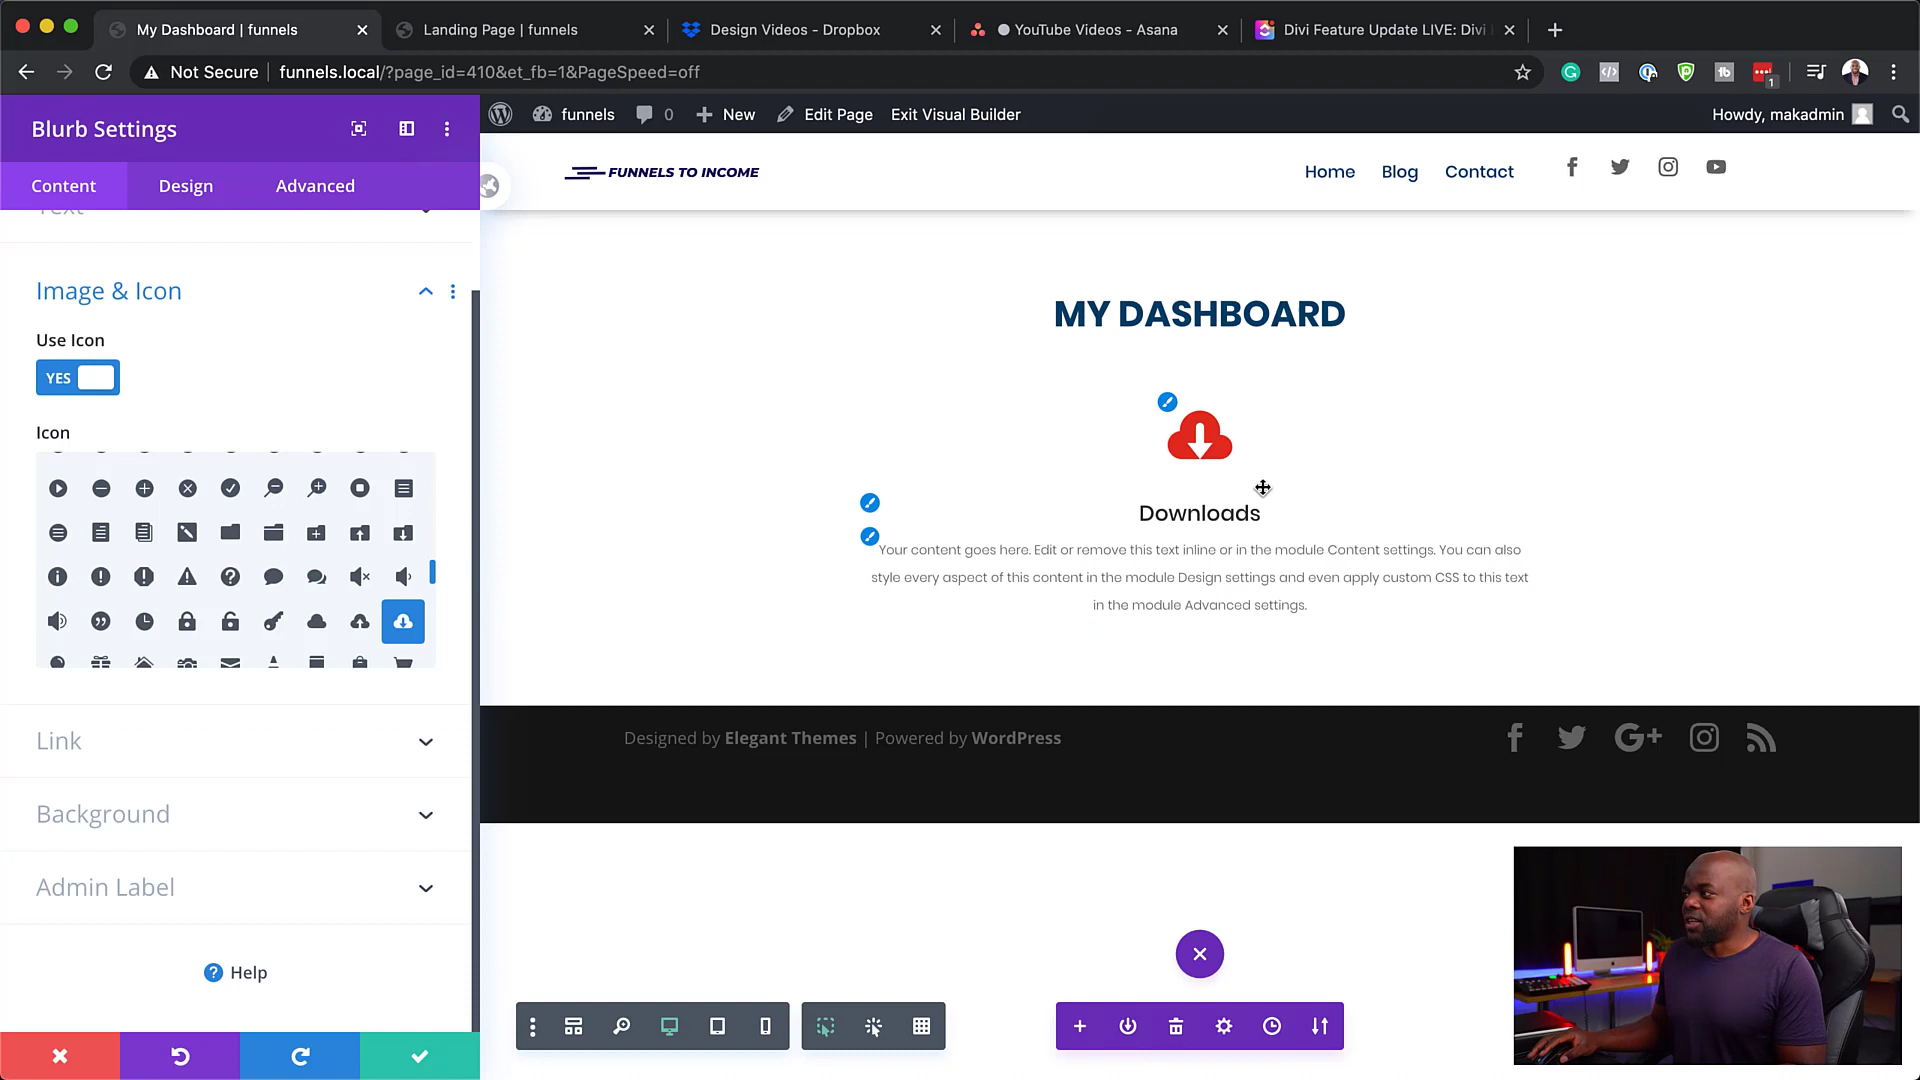 My Dashboard | funnels
Landing Page | funnels
Design Videos - Dropbox
YouTube Videos - Asana
Divi Feature Update LIVE: Divi
Not Secure | funnels.local/?page_id=410&et_fb=1&PageSpeed=off
1
Blurb Settings
funnels 0 New Edit Page Exit Visual Builder Howdy, makadmin
Content Design Advanced
FUNNELS TO INCOME
Home Blog Contact
Text
Image & Icon
Use Icon
YES
Icon
MY DASHBOARD
Downloads
Your content goes here. Edit or remove this text inline or in the module Content settings. You can also
style every aspect of this content in the module Design settings and even apply custom CSS to this text
in the module Advanced settings.
Link
Background
Admin Label
Help
Designed by Elegant Themes | Powered by WordPress